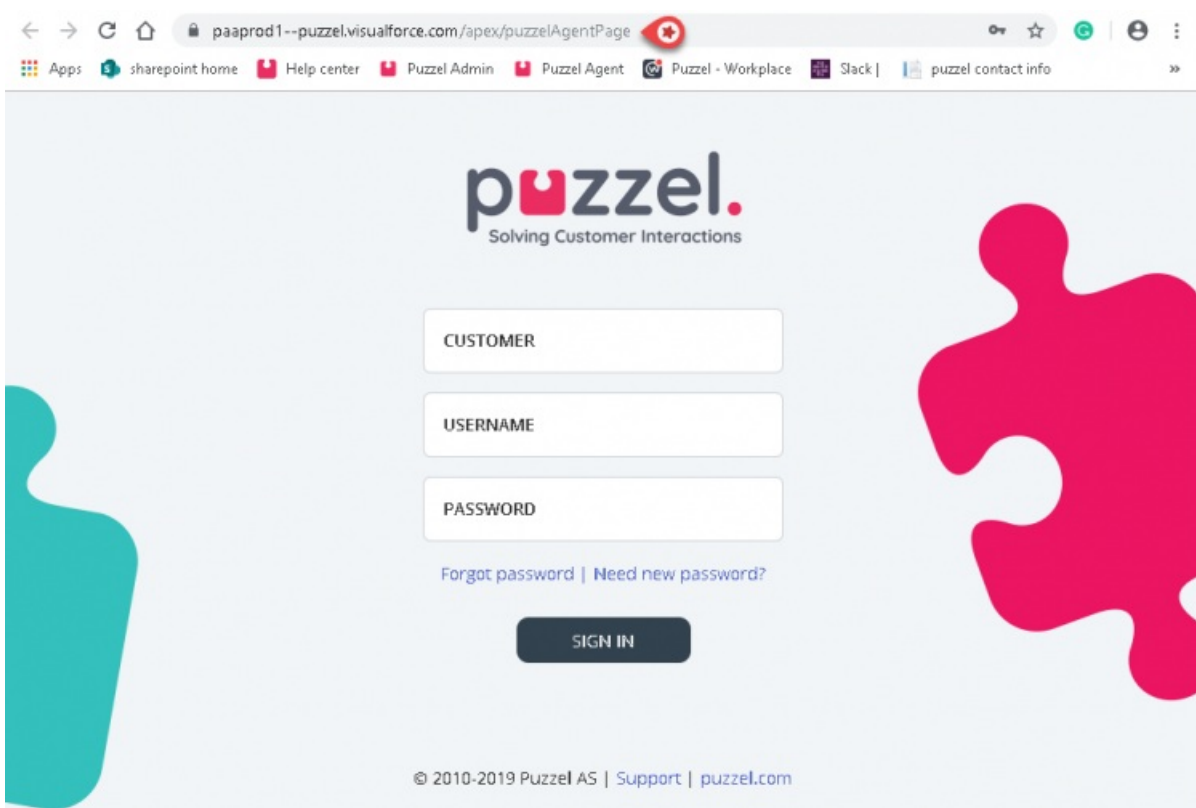 paaprod1--puzzel.visualforce.com/apex/puzzelAgentPage
Apps sharepoint home Help center Puzzel Admin Puzzel Agent Puzzel - Workplace Slack | puzzel contact info »
puzzel.
Solving Customer Interactions
CUSTOMER
USERNAME
PASSWORD
Forgot password | Need new password?
SIGN IN
© 2010-2019 Puzzel AS | Support | puzzel.com